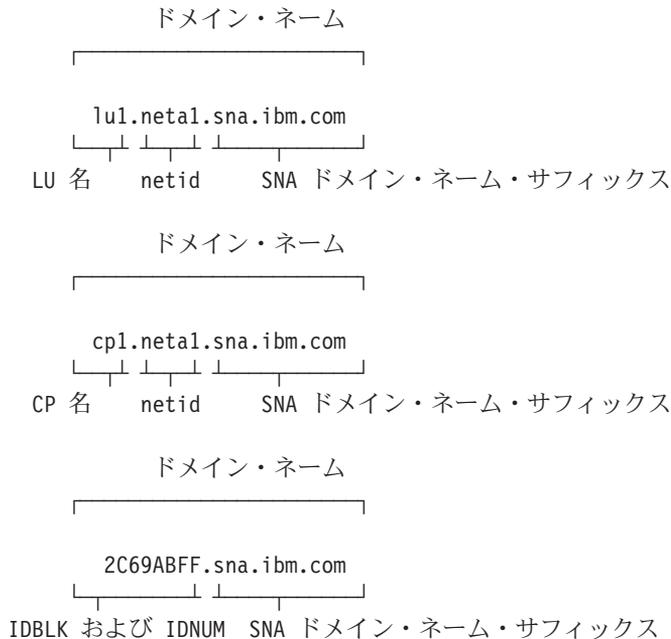 ドメイン・ネーム
lu1.neta1.sna.ibm.com
LU 名 netid SNA ドメイン・ネーム・サフィックス
ドメイン・ネーム
cp1.neta1.sna.ibm.com
CP 名 netid SNA ドメイン・ネーム・サフィックス
ドメイン・ネーム
2C69ABFF.sna.ibm.com
IDBLK および IDNUM SNA ドメイン・ネーム・サフィックス